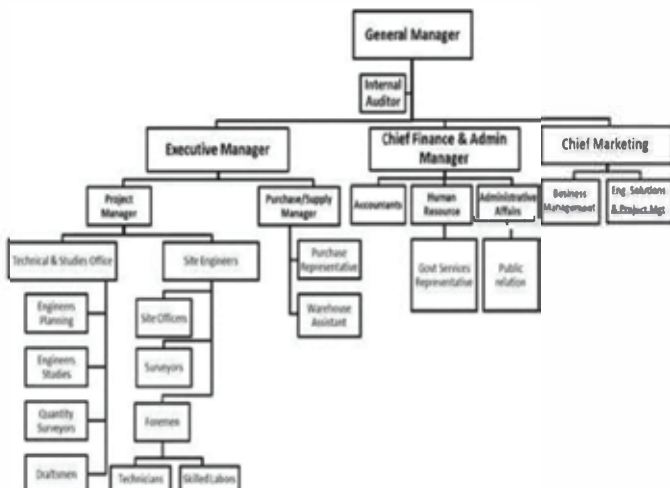 General Manager
Internal
Auditor
Executive Manager
Chief Finance & Admin
Manager
Chief Marketing
Project
Manager
Purchase/Supply
Manager
Accountants
Human
Resource
Administrative
Affairs
Business
Management
Eng. Solutions
& Project Mgt
Technical & Studies Office
Site Engineers
Purchase
Representative
Govt Services
Representative
Public
relation
Engineers
Planning
Site Officers
Warehouse
Assistant
Engineers
Studies
Surveyors
Quantity
Surveyors
Foremen
Draftsmen
Technicians
Skilled Labors